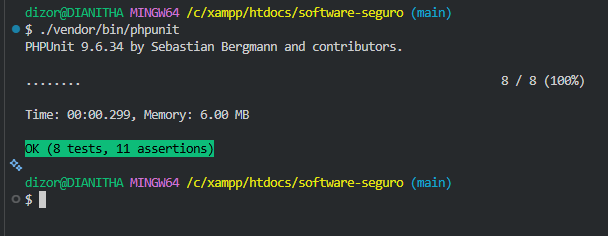 dizor@DIANITHA MINGW64 /c/xampp/htdocs/software-seguro (main)
$ ./vendor/bin/phpunit
PHPUnit 9.6.34 by Sebastian Bergmann and contributors.
........ 8 / 8 (100%)
Time: 00:00.299, Memory: 6.00 MB
OK (8 tests, 11 assertions)
dizor@DIANITHA MINGW64 /c/xampp/htdocs/software-seguro (main)
$